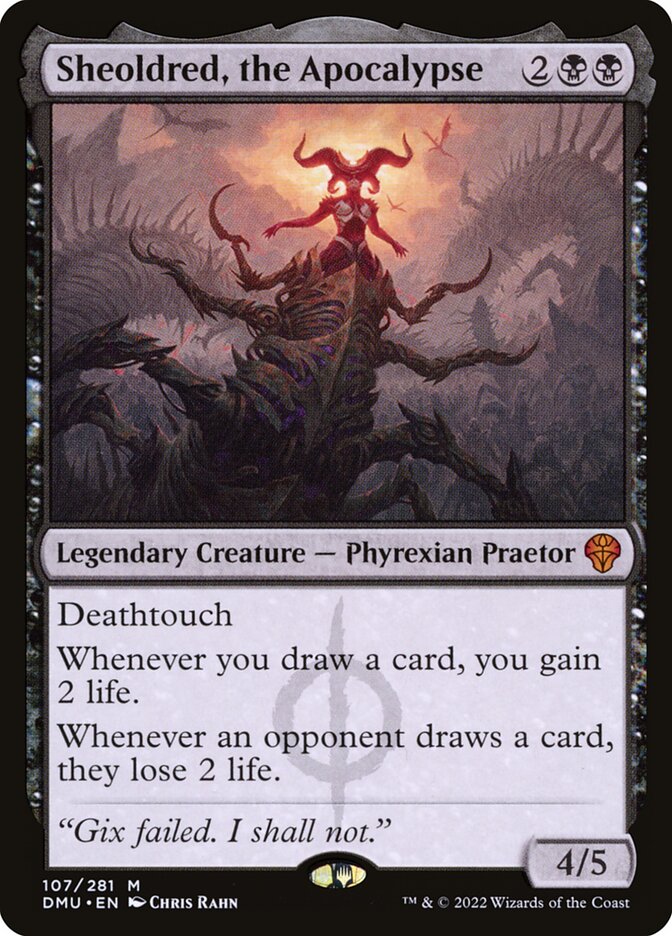 Sheoldred, the Apocalypse 2
Legendary Creature — Phyrexian Praetor
Deathtouch
Whenever you draw a card, you gain
2 life.
Whenever an opponent draws a card,
they lose 2 life.
“Gix failed. I shall not.”
4/5
107/281 M
DMU • EN Chris Rahn
™ & © 2022 Wizards of the Coast